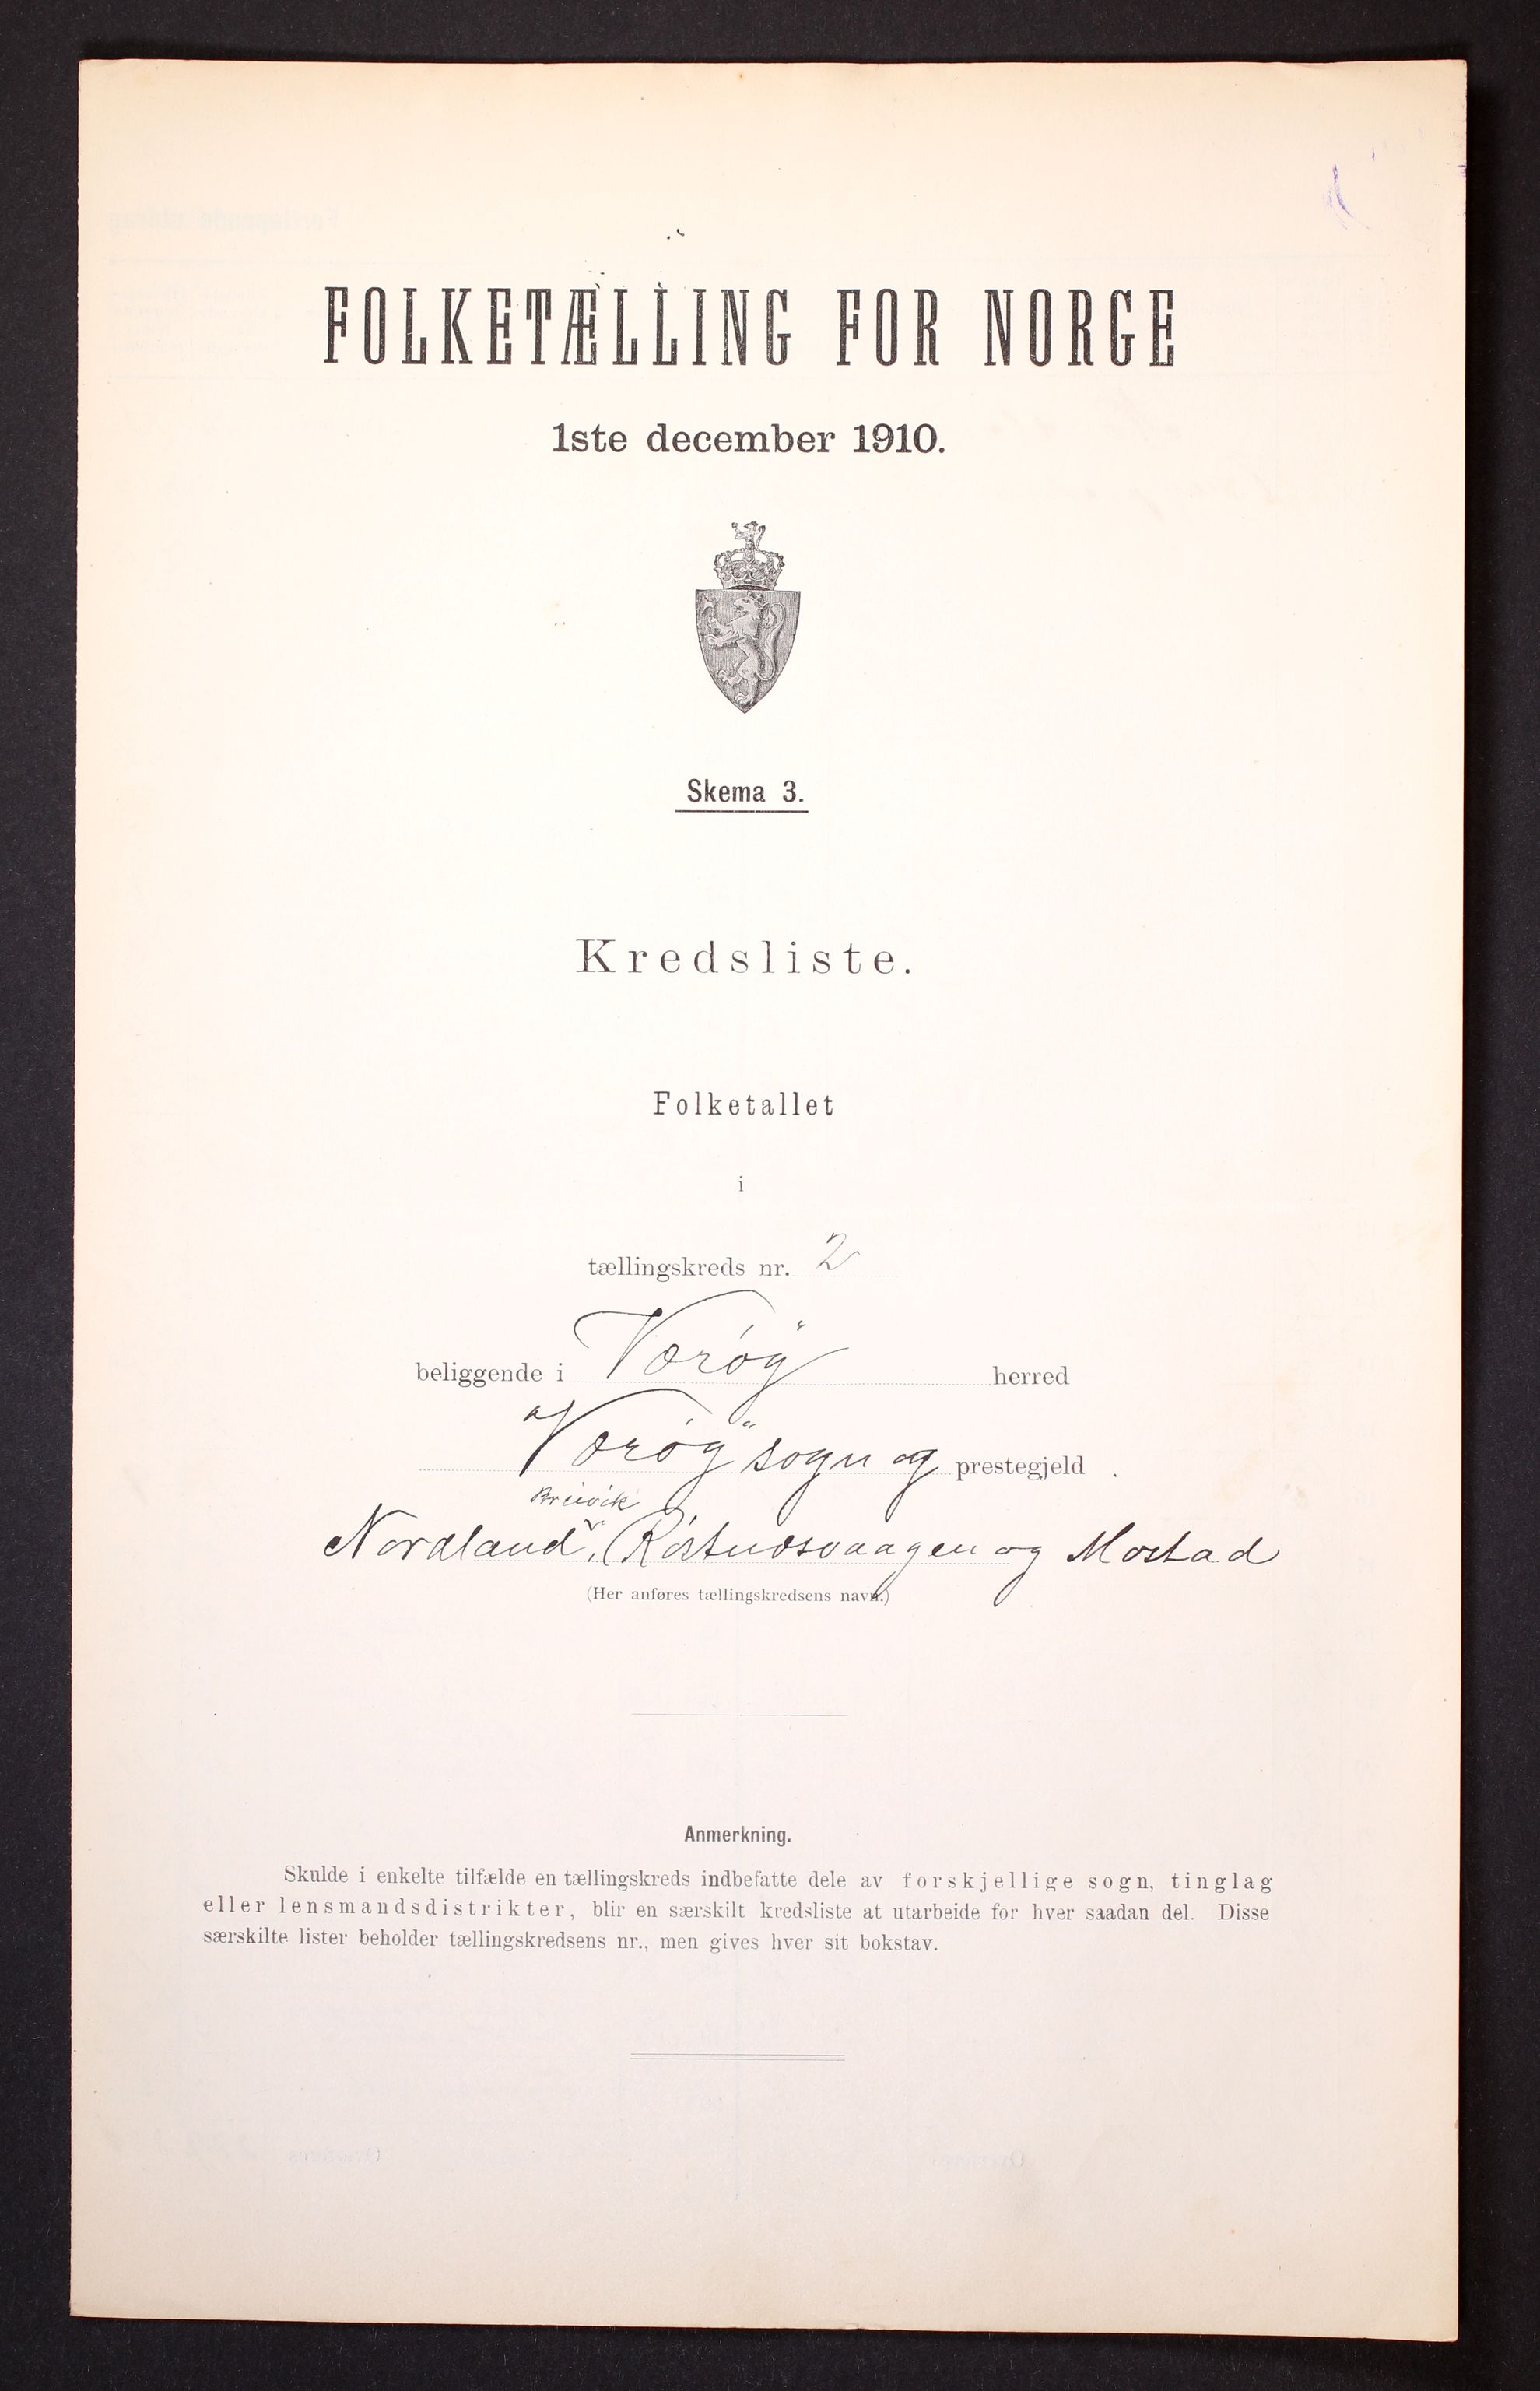 FOLKETÆLLING FOR NORGE
1ste december 1910.
Skema 3.
Kredsliste.
Folketallet
i
tællingskreds nr. 2
beliggende i Værøy herred
Værøy sogn og prestegjeld
Breivik
Nordland, Røstnesvaagen og Mostad
(Her anføres tællingskredsens navn.)
Anmerkning.
Skulde i enkelte tilfælde en tællingskreds indbefatte dele av forskjellige sogn, tinglag
eller lensmandsdistrikter, blir en særskilt kredsliste at utarbeide for hver saadan del. Disse
særskilte lister beholder tællingskredsens nr., men gives hver sit bokstav.